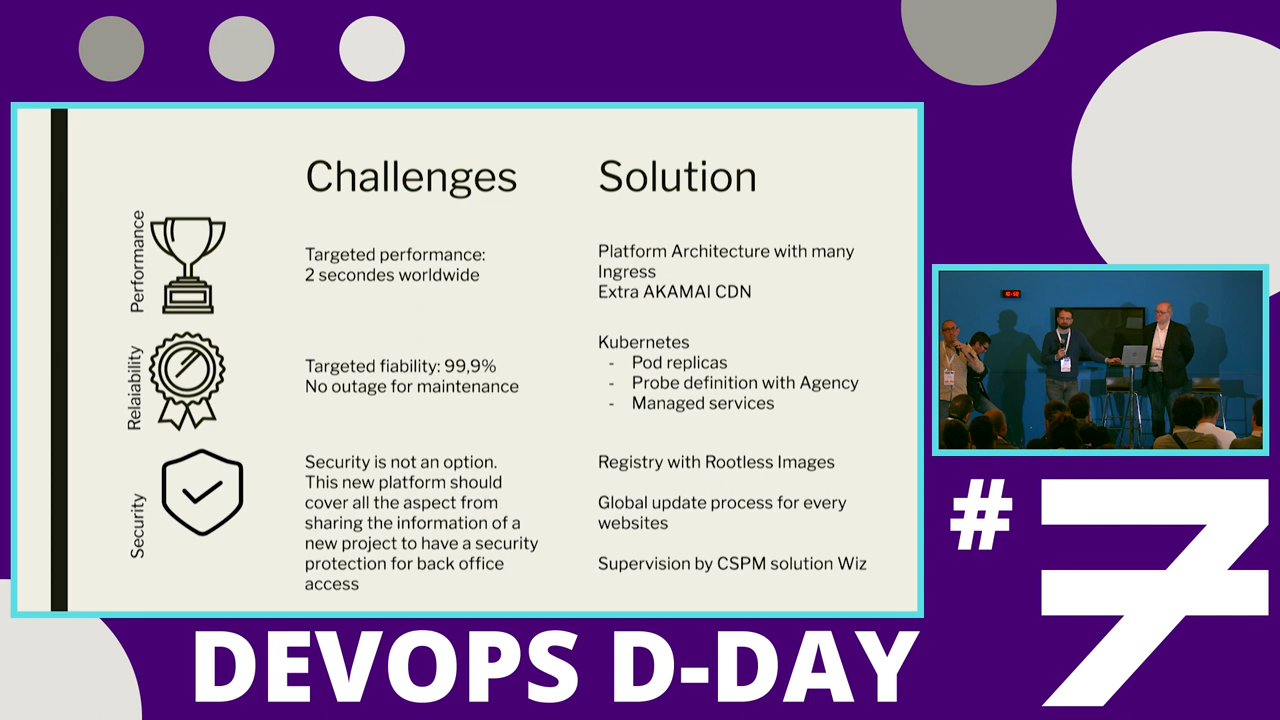 Challenges
Solution
Performance
Targeted performance:
2 secondes worldwide
Platform Architecture with many
Ingress
Extra AKAMAI CDN
Relaiability
Targeted fiability: 99,9%
No outage for maintenance
Kubernetes
- Pod replicas
- Probe definition with Agency
- Managed services
Security
Security is not an option.
This new platform should
cover all the aspect from
sharing the information of a
new project to have a security
protection for back office
access
Registry with Rootless Images
Global update process for every
websites
Supervision by CSPM solution Wiz
#7
DEVOPS D-DAY